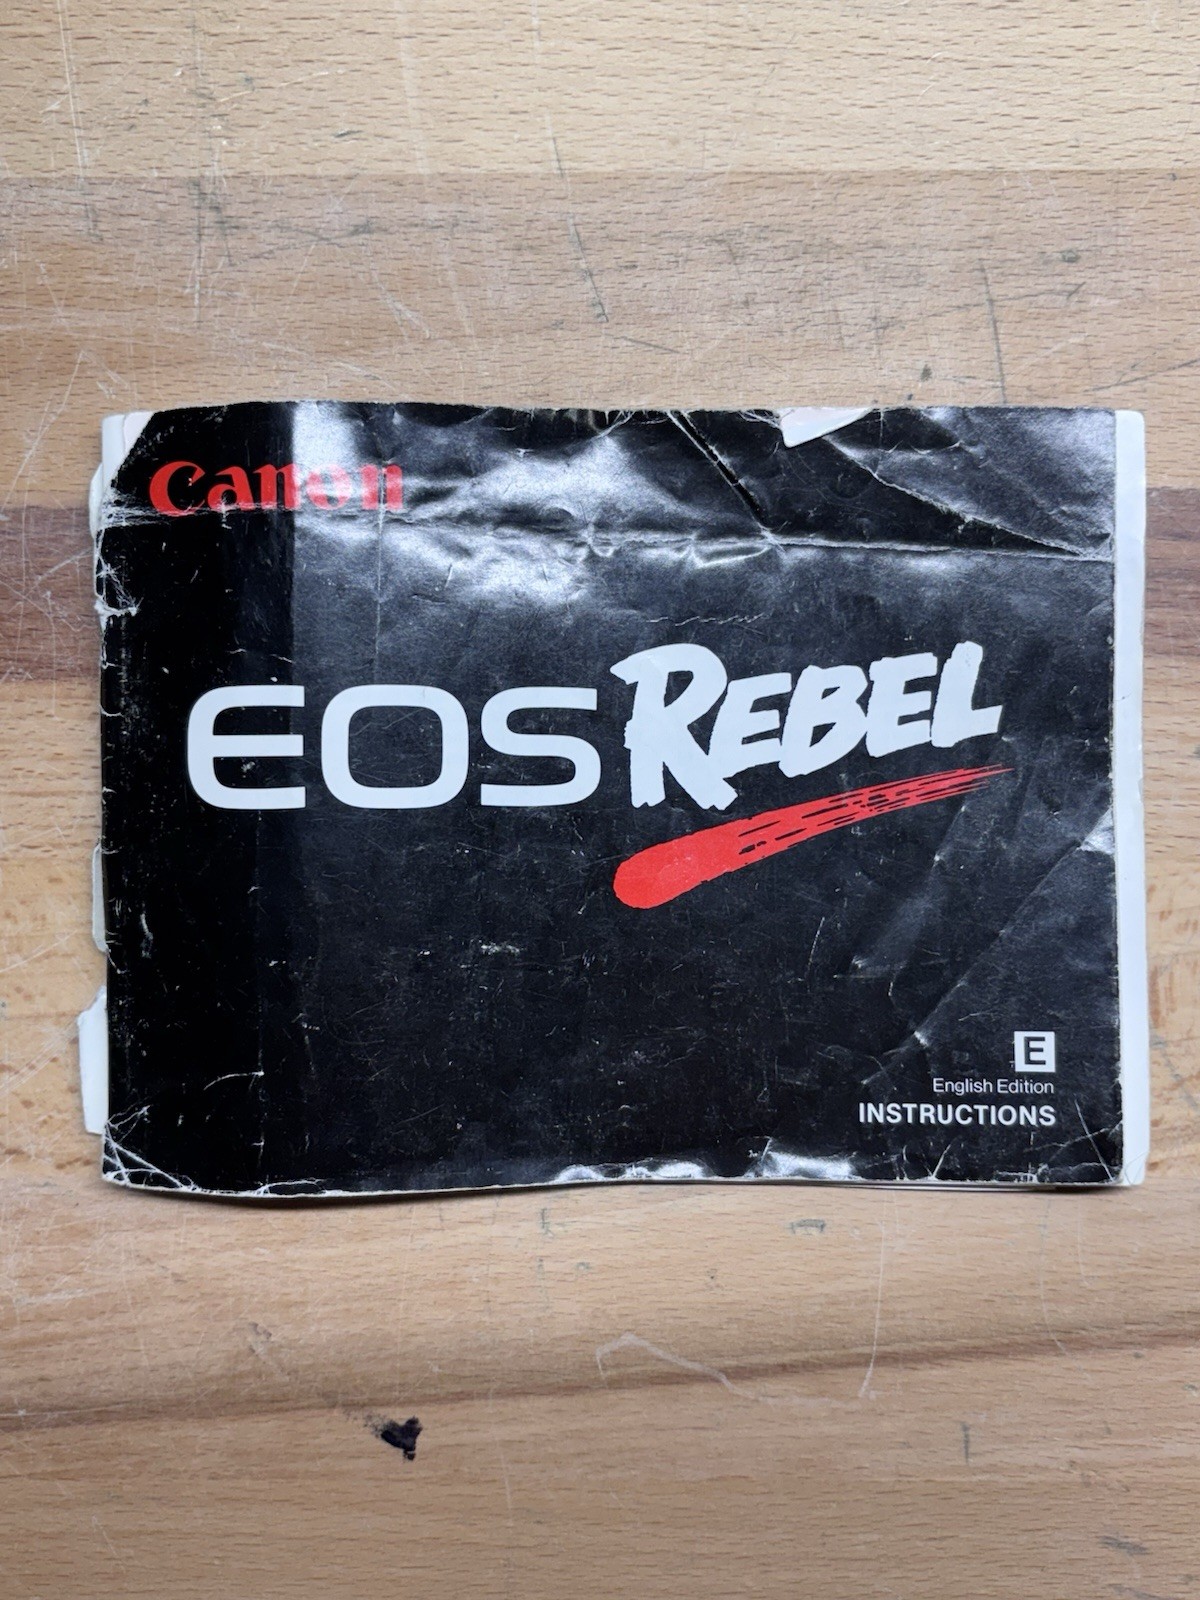 Canon
EOS REBEL
E
English Edition
INSTRUCTIONS